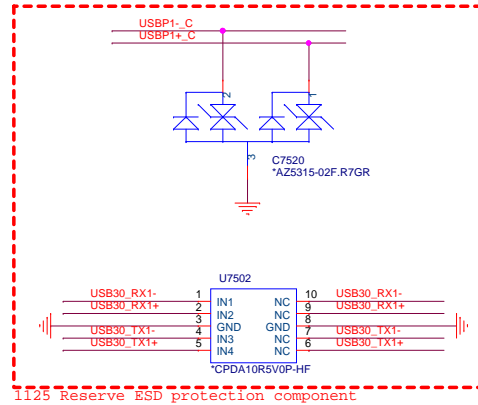 USBP1-_C
USBP1+_C
2
1
3
C7520
*AZ5315-02F.R7GR
U7502
USB30_RX1- 1 IN1 NC 10 USB30_RX1-
USB30_RX1+ 2 IN2 NC 9 USB30_RX1+
3 GND GND 8
USB30_TX1- 4 IN3 NC 7 USB30_TX1-
USB30_TX1+ 5 IN4 NC 6 USB30_TX1+
*CPDA10R5V0P-HF
1125 Reserve ESD protection component